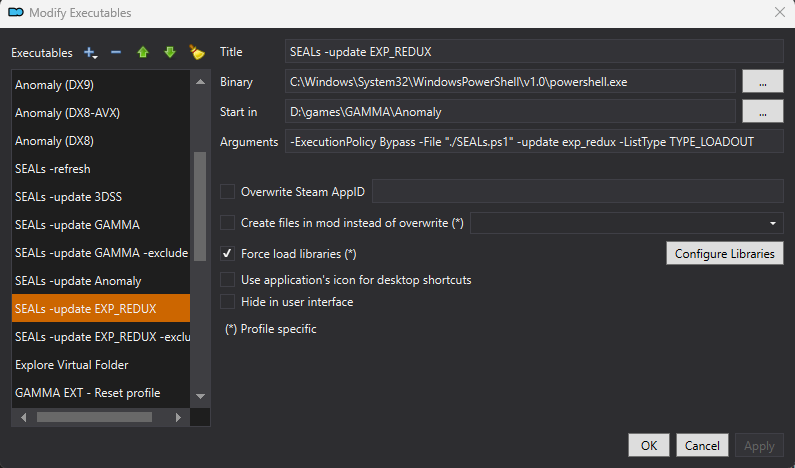 Modify Executables
Executables
Anomaly (DX9)
Anomaly (DX8-AVX)
Anomaly (DX8)
SEALs -refresh
SEALs -update 3DSS
SEALs -update GAMMA
SEALs -update GAMMA -exclude
SEALs -update Anomaly
SEALs -update EXP_REDUX
SEALs -update EXP_REDUX -exclu
Explore Virtual Folder
GAMMA EXT - Reset profile
Title SEALs -update EXP_REDUX
Binary C:\Windows\System32\WindowsPowerShell\v1.0\powershell.exe ...
Start in D:\games\GAMMA\Anomaly ...
Arguments -ExecutionPolicy Bypass -File "./SEALs.ps1" -update exp_redux -ListType TYPE_LOADOUT
Overwrite Steam AppID
Create files in mod instead of overwrite (*)
Force load libraries (*) Configure Libraries
Use application's icon for desktop shortcuts
Hide in user interface
(*) Profile specific
OK Cancel Apply